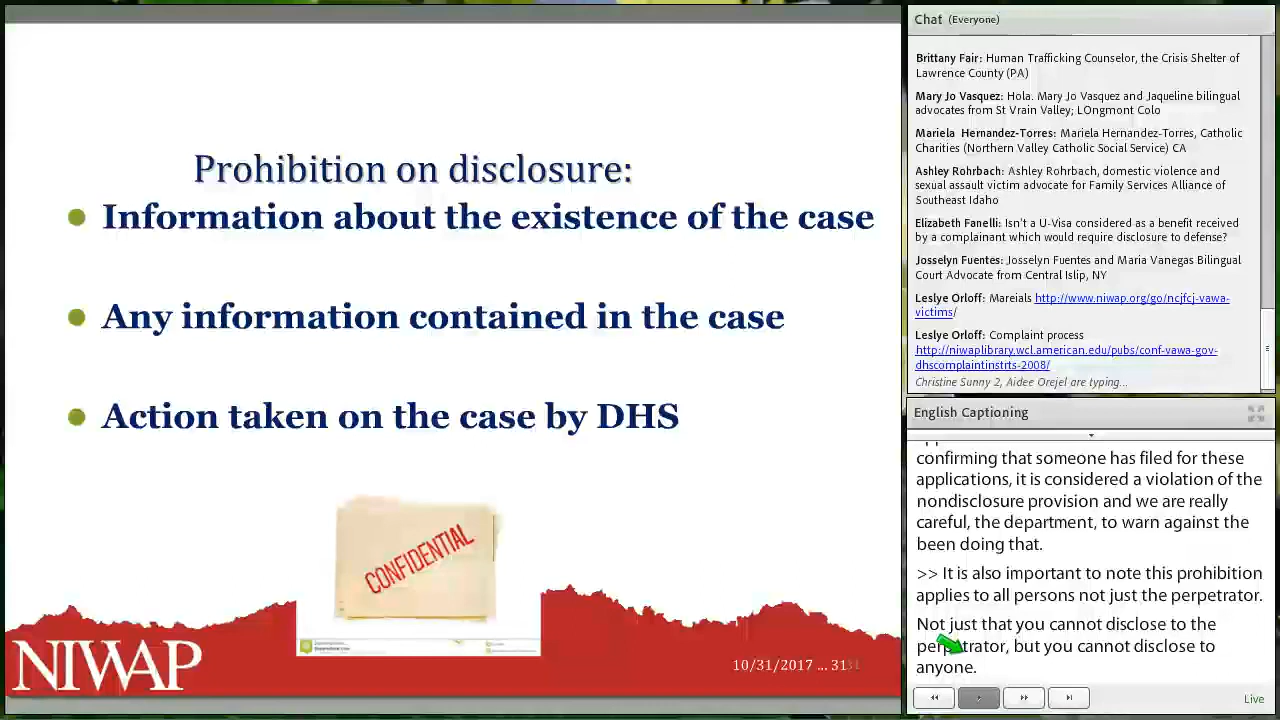 Prohibition on disclosure:
Information about the existence of the case
Any information contained in the case
Action taken on the case by DHS
CONFIDENTIAL
NIWAP
10/31/2017 ... 31
Chat (Everyone)
Brittany Fair: Human Trafficking Counselor, the Crisis Shelter of
Lawrence County (PA)
Mary Jo Vasquez: Hola. Mary Jo Vasquez and Jaqueline bilingual
advocates from St Vrain Valley; LOngmont Colo
Mariela Hernandez-Torres: Mariela Hernandez-Torres, Catholic
Charities (Northern Valley Catholic Social Service) CA
Ashley Rohrbach: Ashley Rohrbach, domestic violence and
sexual assault victim advocate for Family Services Alliance of
Southeast Idaho
Elizabeth Fanelli: Isn't a U-Visa considered as a benefit received
by a complainant which would require disclosure to defense?
Josselyn Fuentes: Josselyn Fuentes and Maria Vanegas Bilingual
Court Advocate from Central Islip, NY
Leslye Orloff: Mareials http://www.niwap.org/go/ncjfcj-vawa-
victims/
Leslye Orloff: Complaint process
http://niwaplibrary.wcl.american.edu/pubs/conf-vawa-gov-
dhscomplaintinstrts-2008/
Christine Sunny 2, Aidee Orejel are typing...
English Captioning
confirming that someone has filed for these
applications, it is considered a violation of the
nondisclosure provision and we are really
careful, the department, to warn against the
been doing that.
>> It is also important to note this prohibition
applies to all persons not just the perpetrator.
Not just that you cannot disclose to the
perpetrator, but you cannot disclose to
anyone.
Live